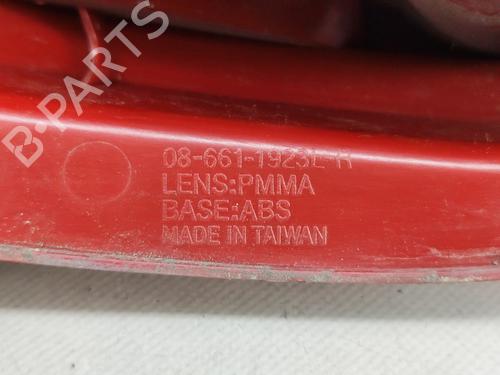 08-661-1923L-R
LENS:PMMA
BASE:ABS
MADE IN TAIWAN
B-PARTS